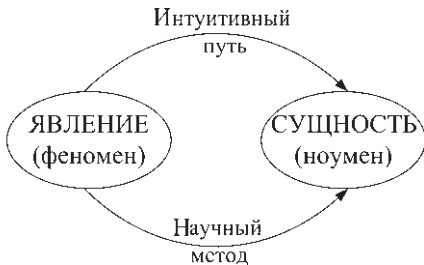 Интуитивный
путь
ЯВЛЕНИЕ
(феномен)
СУЩНОСТЬ
(ноумен)
Научный
метод